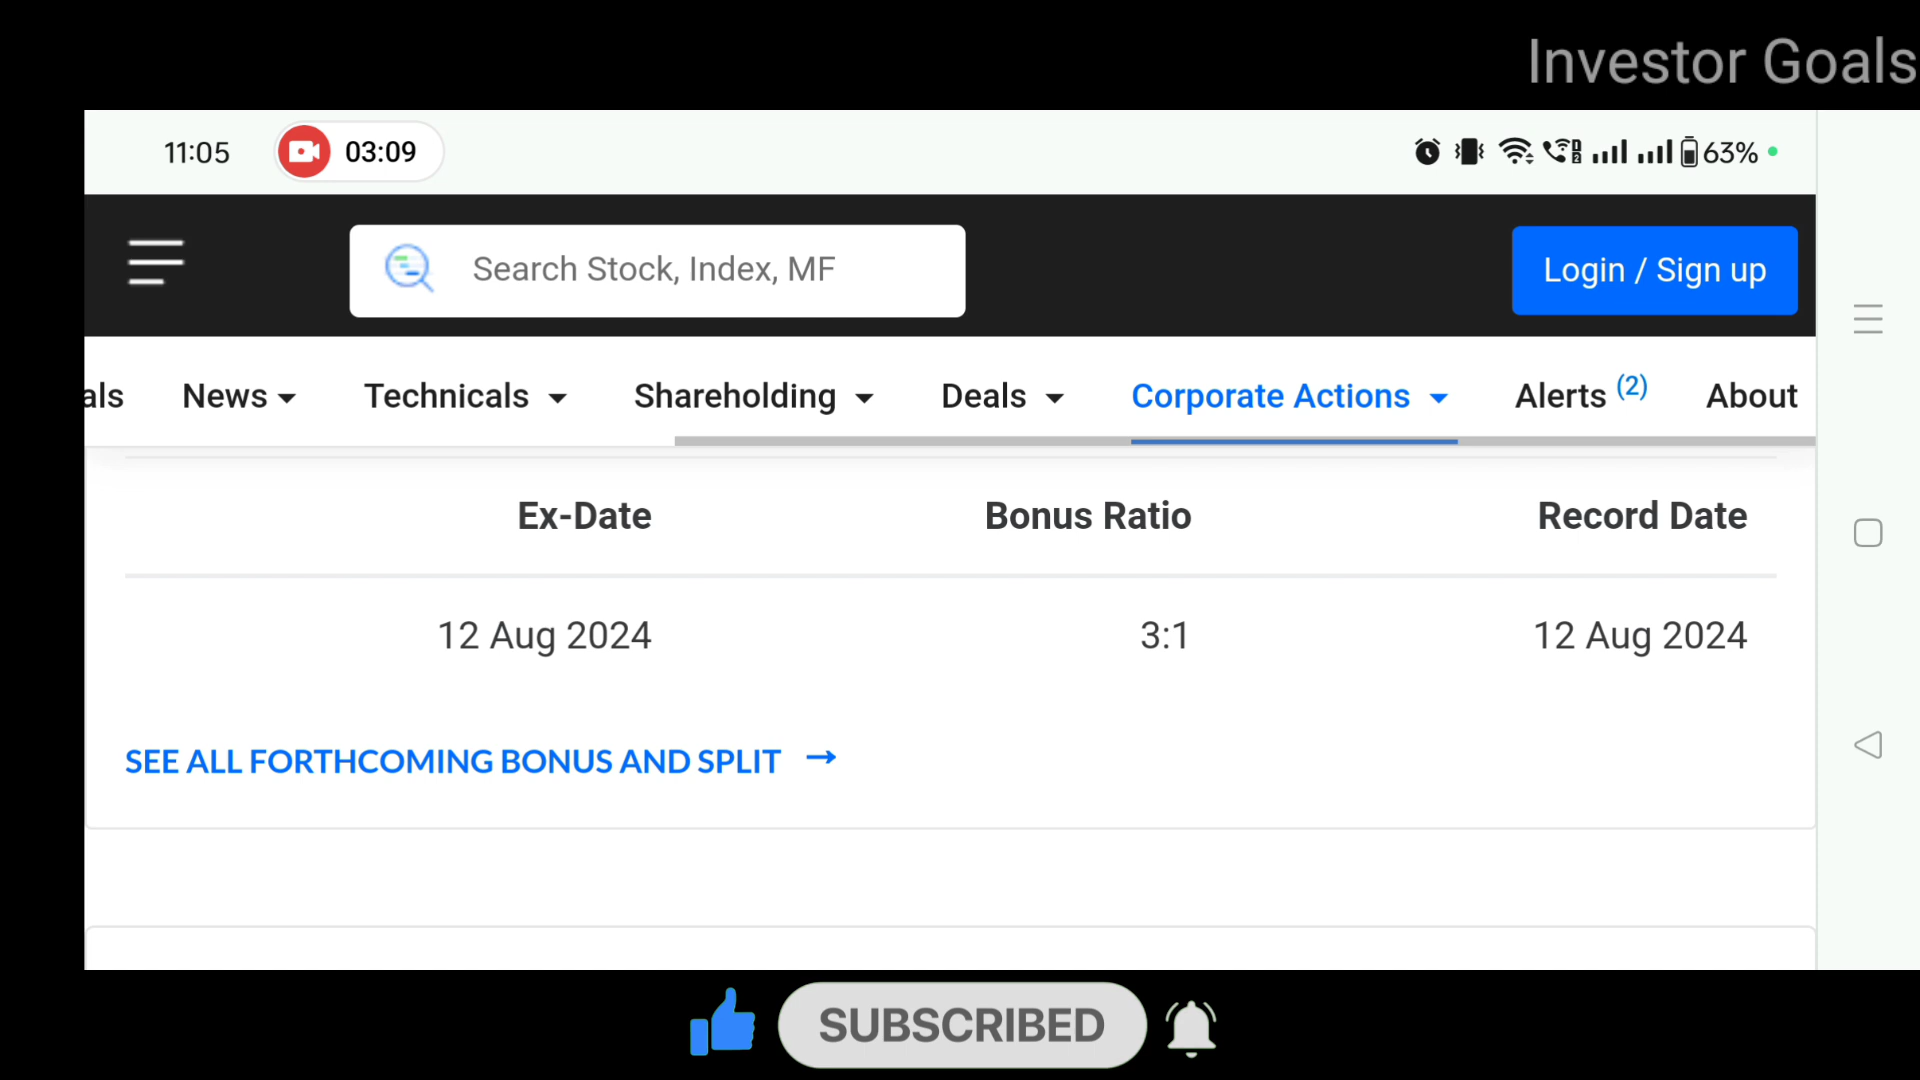 Investor Goals
11:05 03:09 63%
Search Stock, Index, MF Login / Sign up
als News Technicals Shareholding Deals Corporate Actions Alerts (2) About
Ex-Date Bonus Ratio Record Date
12 Aug 2024 3:1 12 Aug 2024
SEE ALL FORTHCOMING BONUS AND SPLIT →
SUBSCRIBED